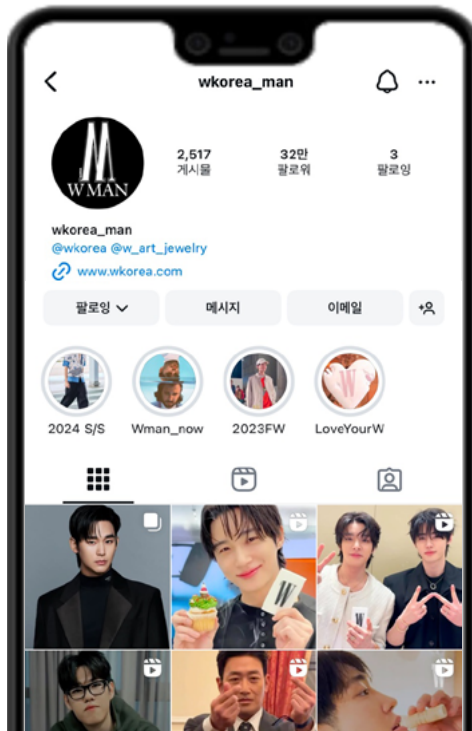 wkorea_man
W MAN
2,517
게시물
32만
팔로워
3
팔로잉
wkorea_man
@wkorea @w_art_jewelry
www.wkorea.com
팔로잉
메시지
이메일
W
2024 S/S
Wman_now
2023FW
LoveYourW
W
W